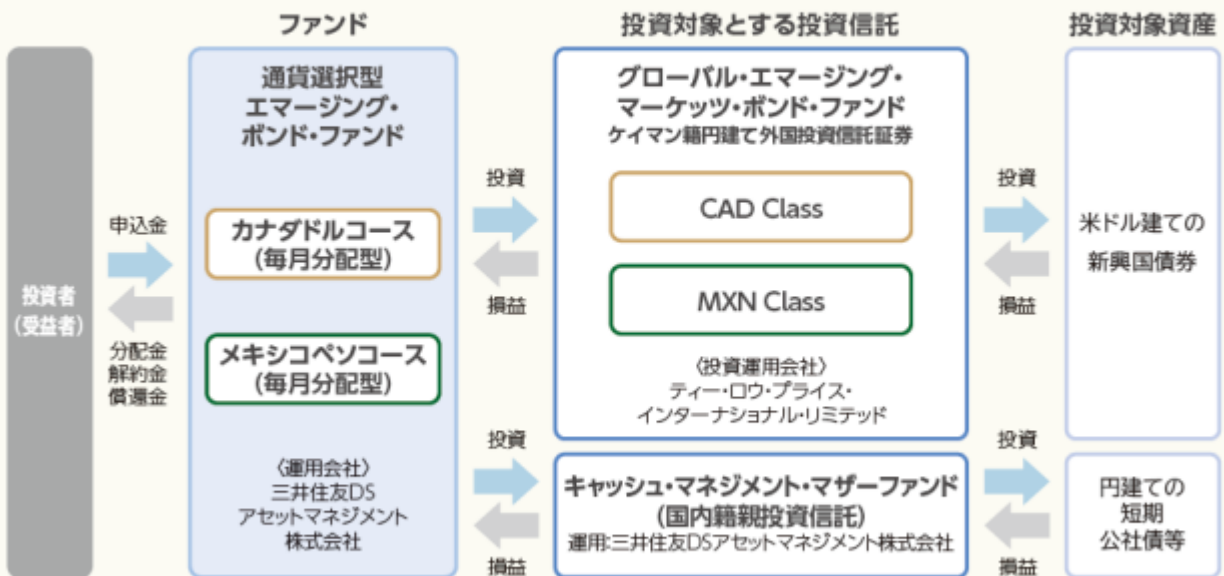 ファンド
投資対象とする投資信託
投資対象資産
投資者
(受益者)
申込金
分配金
解約金
償還金
通貨選択型
エマージング・
ボンド・ファンド
カナダドルコース
(毎月分配型)
メキシコペソコース
(毎月分配型)
〈運用会社〉
三井住友DS
アセットマネジメント
株式会社
投資
損益
投資
損益
グローバル・エマージング・
マーケッツ・ボンド・ファンド
ケイマン籍円建て外国投資信託証券
CAD Class
MXN Class
〈投資運用会社〉
ティー・ロウ・プライス・
インターナショナル・リミテッド
キャッシュ・マネジメント・マザーファンド
(国内籍親投資信託)
運用:三井住友DSアセットマネジメント株式会社
投資
損益
投資
損益
米ドル建ての
新興国債券
円建ての
短期
公社債等